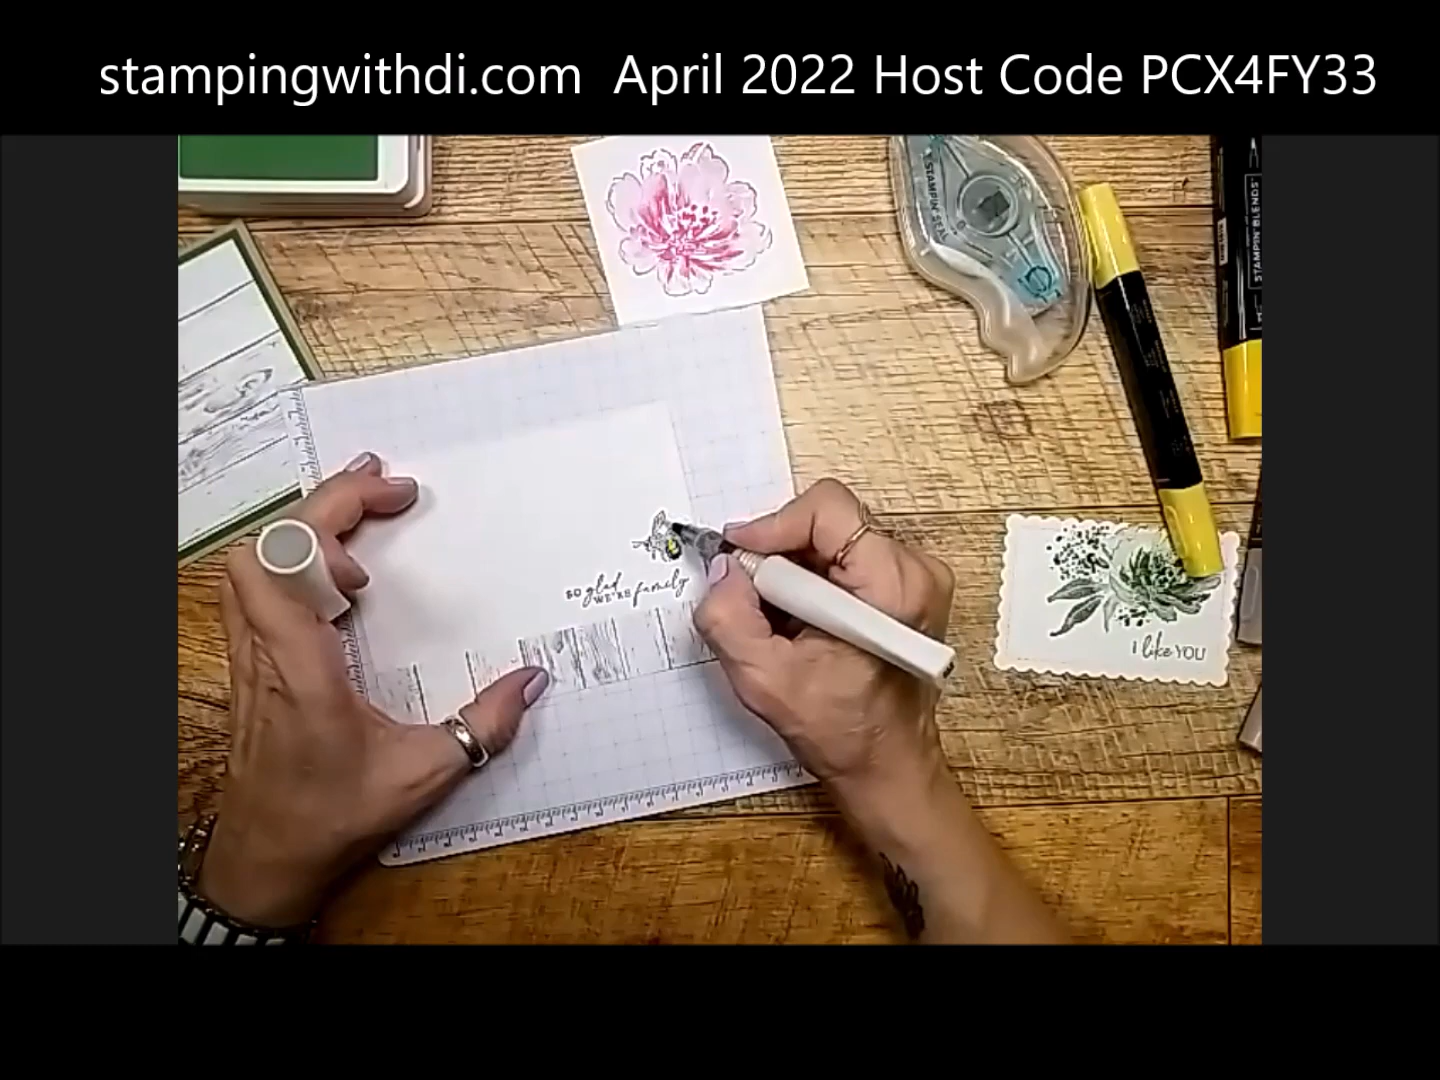 stampingwithdi.com April 2022 Host Code PCX4FY33
STAMPIN' SEAL
STAMPIN' BLENDS
SO glad
WE'RE family
I like YOU